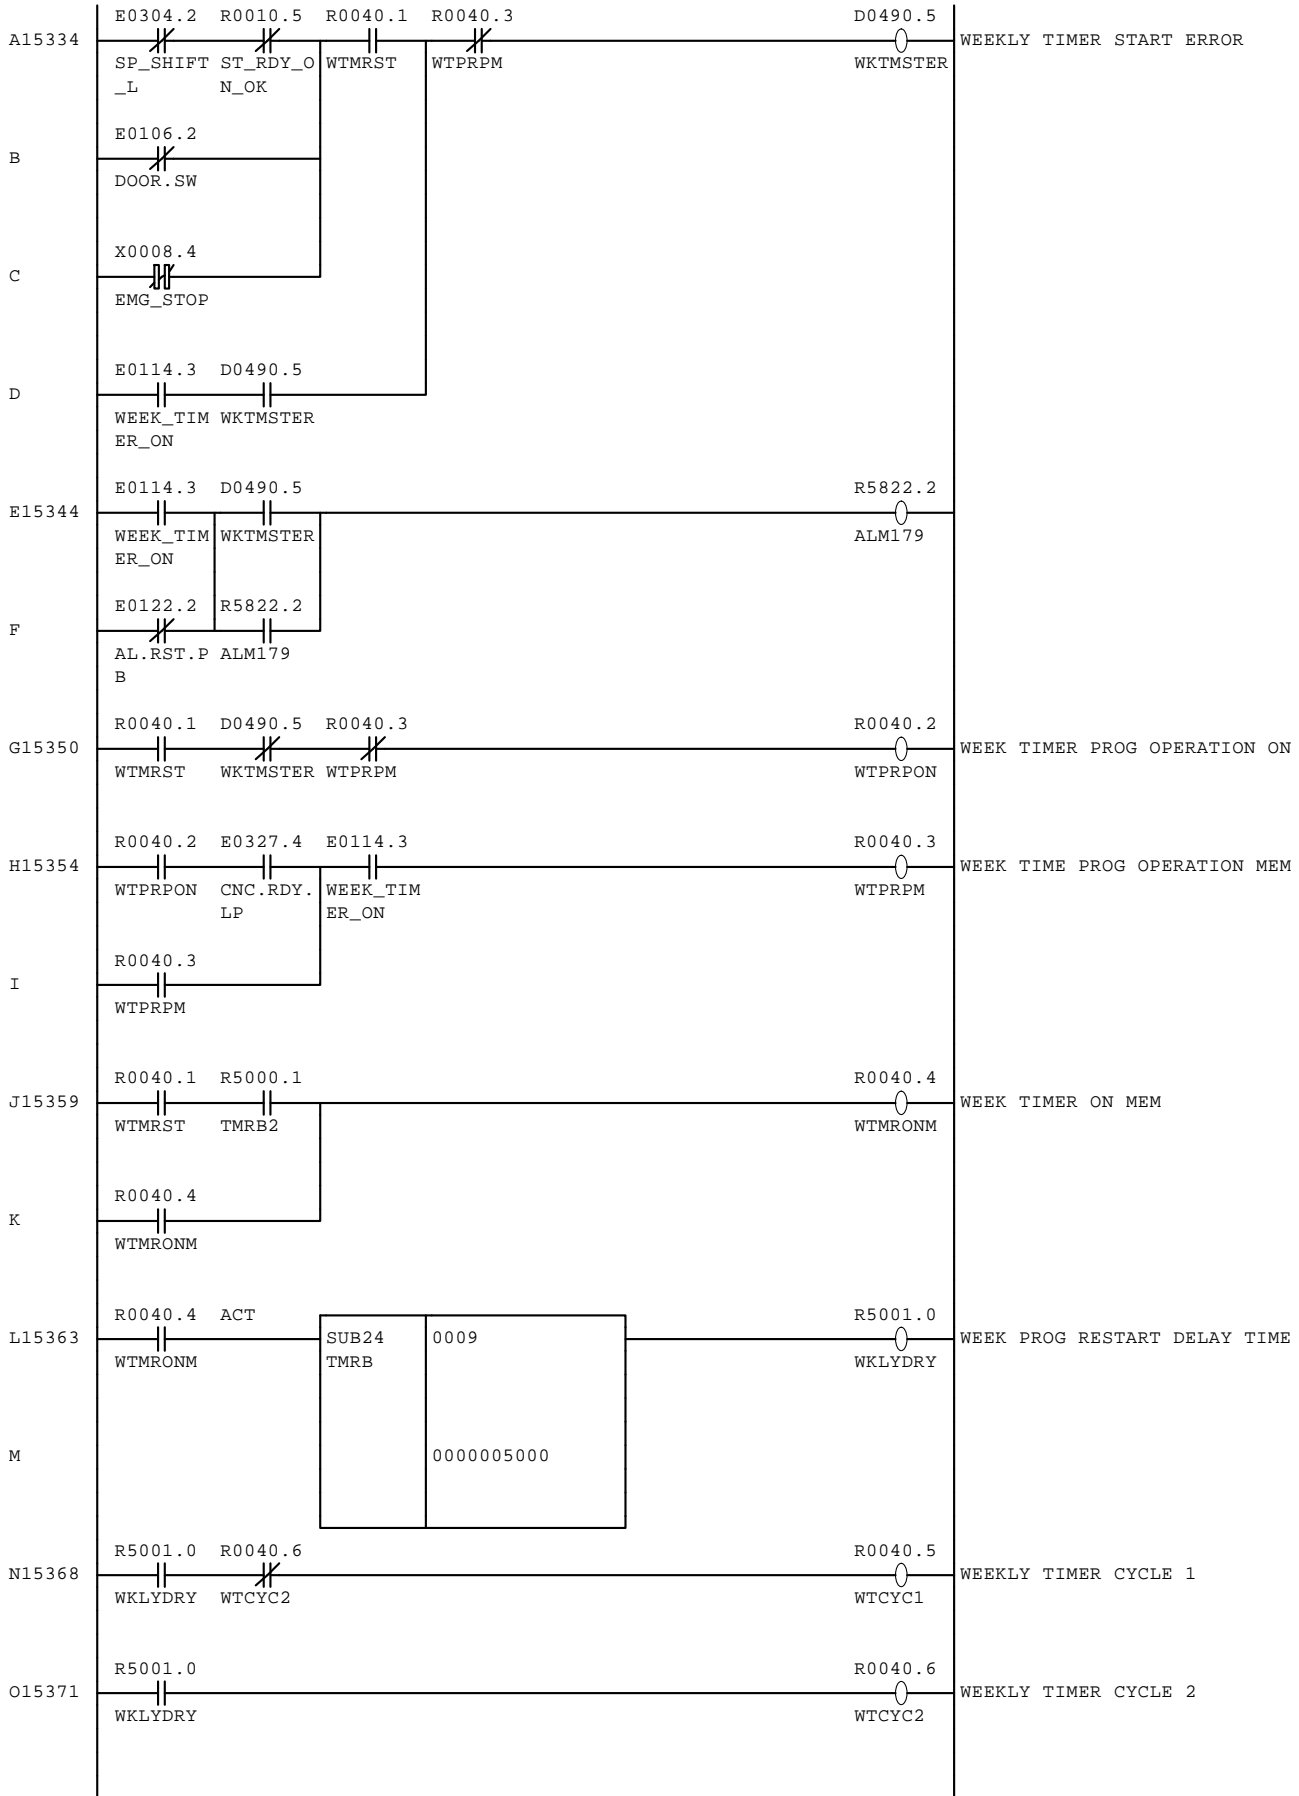 E0304.2 R0010.5 R0040.1 R0040.3 D0490.5
A15334 WEEKLY TIMER START ERROR
SP_SHIFT ST_RDY_O WTMRST WTPRPM WKTMSTER
_L N_OK
E0106.2
B
DOOR.SW
X0008.4
C
EMG_STOP
E0114.3 D0490.5
D
WEEK_TIM WKTMSTER
ER_ON
E0114.3 D0490.5 R5822.2
E15344
WEEK_TIM WKTMSTER ALM179
ER_ON
E0122.2 R5822.2
F
AL.RST.P ALM179
B
R0040.1 D0490.5 R0040.3 R0040.2
G15350 WEEK TIMER PROG OPERATION ON
WTMRST WKTMSTER WTPRPM WTPRPON
R0040.2 E0327.4 E0114.3 R0040.3
H15354 WEEK TIME PROG OPERATION MEM
WTPRPON CNC.RDY. WEEK_TIM WTPRPM
LP ER_ON
R0040.3
I
WTPRPM
R0040.1 R5000.1 R0040.4
J15359 WEEK TIMER ON MEM
WTMRST TMRB2 WTMRONM
R0040.4
K
WTMRONM
R0040.4 ACT R5001.0
L15363 SUB24 0009 WEEK PROG RESTART DELAY TIME
WTMRONM TMRB WKLYDRY
M 0000005000
R5001.0 R0040.6 R0040.5
N15368 WEEKLY TIMER CYCLE 1
WKLYDRY WTCYC2 WTCYC1
R5001.0 R0040.6
O15371 WEEKLY TIMER CYCLE 2
WKLYDRY WTCYC2